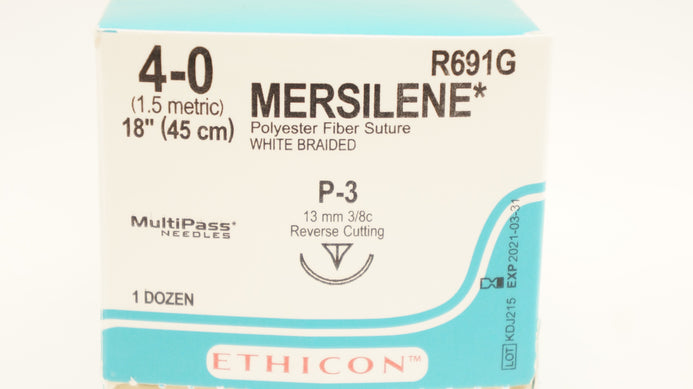 4-0
(1.5 metric)
18" (45 cm)
R691G
MERSILENE*
Polyester Fiber Suture
WHITE BRAIDED
P-3
13 mm 3/8c
Reverse Cutting
MultiPass*
NEEDLES
1 DOZEN
LOT KDJ215 EXP 2021-03-31
ETHICON™